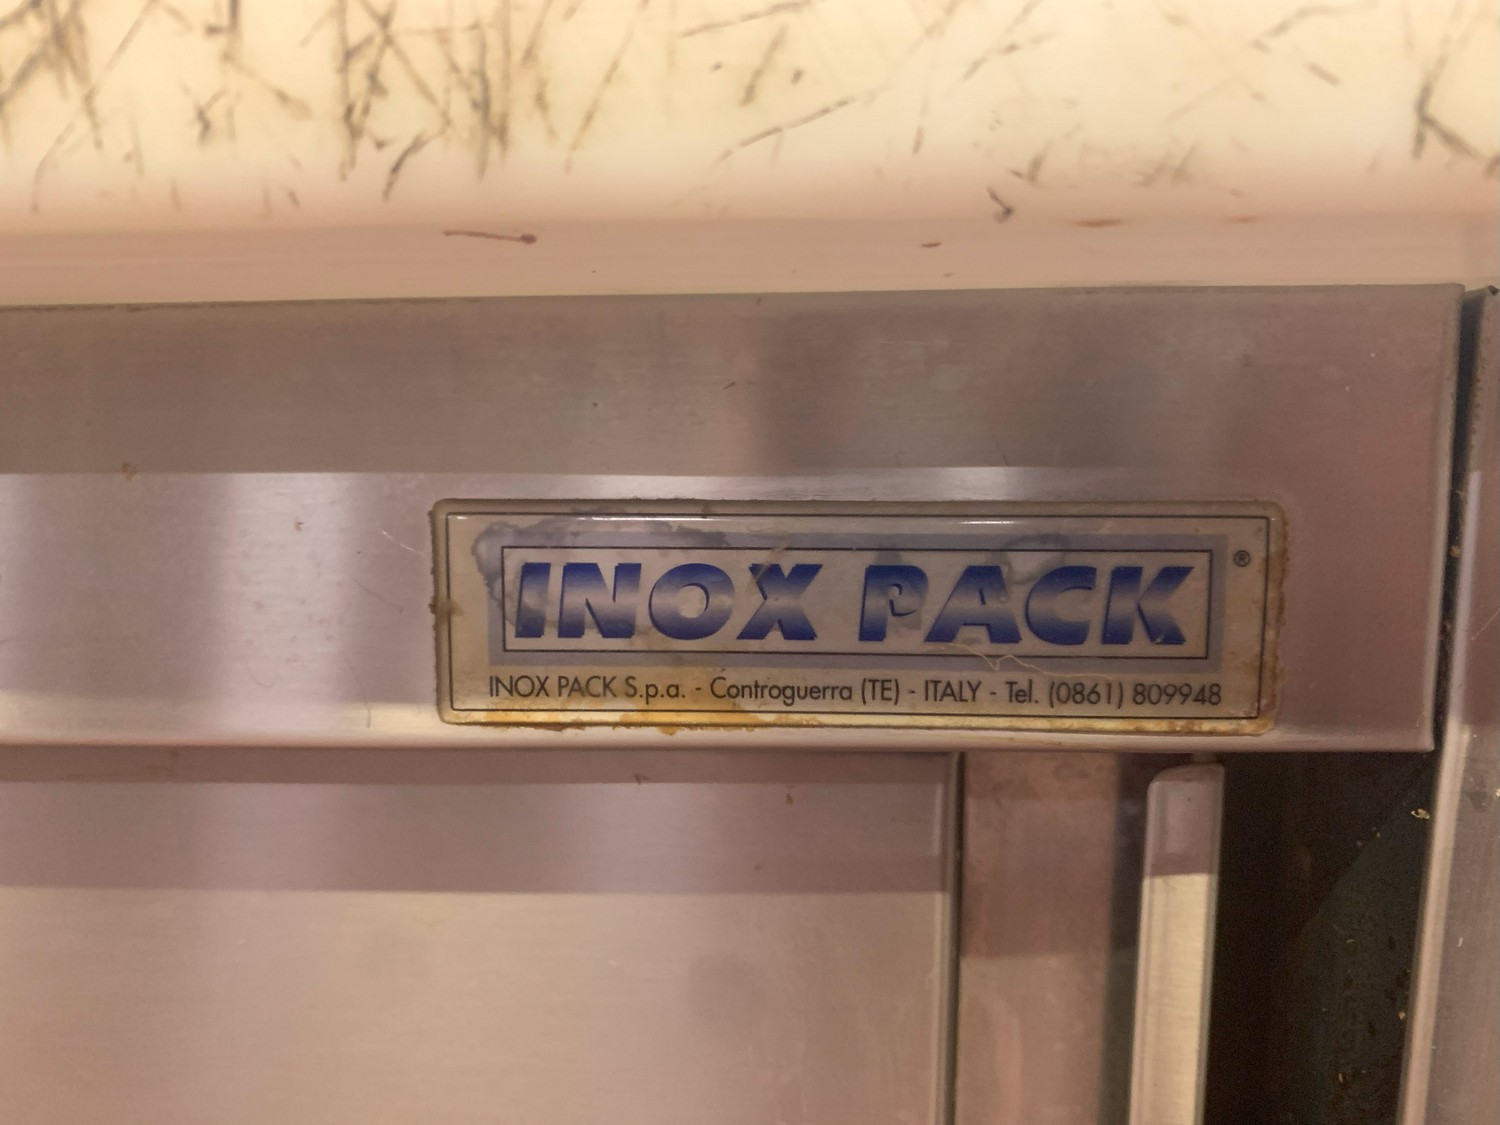 INOX PACK ®
INOX PACK S.p.a. - Controguerra (TE) - ITALY - Tel. (0861) 809948